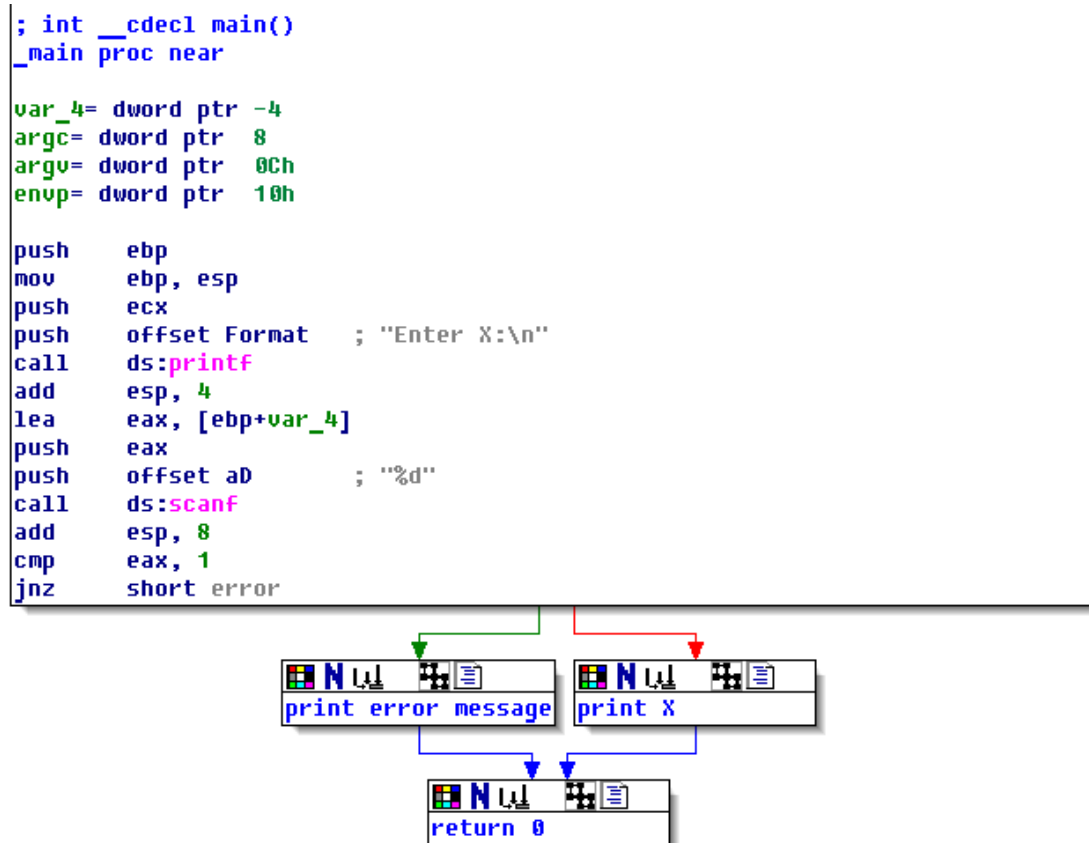 ; int __cdecl main()
_main proc near
var_4= dword ptr -4
argc= dword ptr  8
argv= dword ptr  0Ch
envp= dword ptr  10h
push    ebp
mov     ebp, esp
push    ecx
push    offset Format   ; "Enter X:\n"
call    ds:printf
add     esp, 4
lea     eax, [ebp+var_4]
push    eax
push    offset aD       ; "%d"
call    ds:scanf
add     esp, 8
cmp     eax, 1
jnz     short error
print error message
print X
return 0